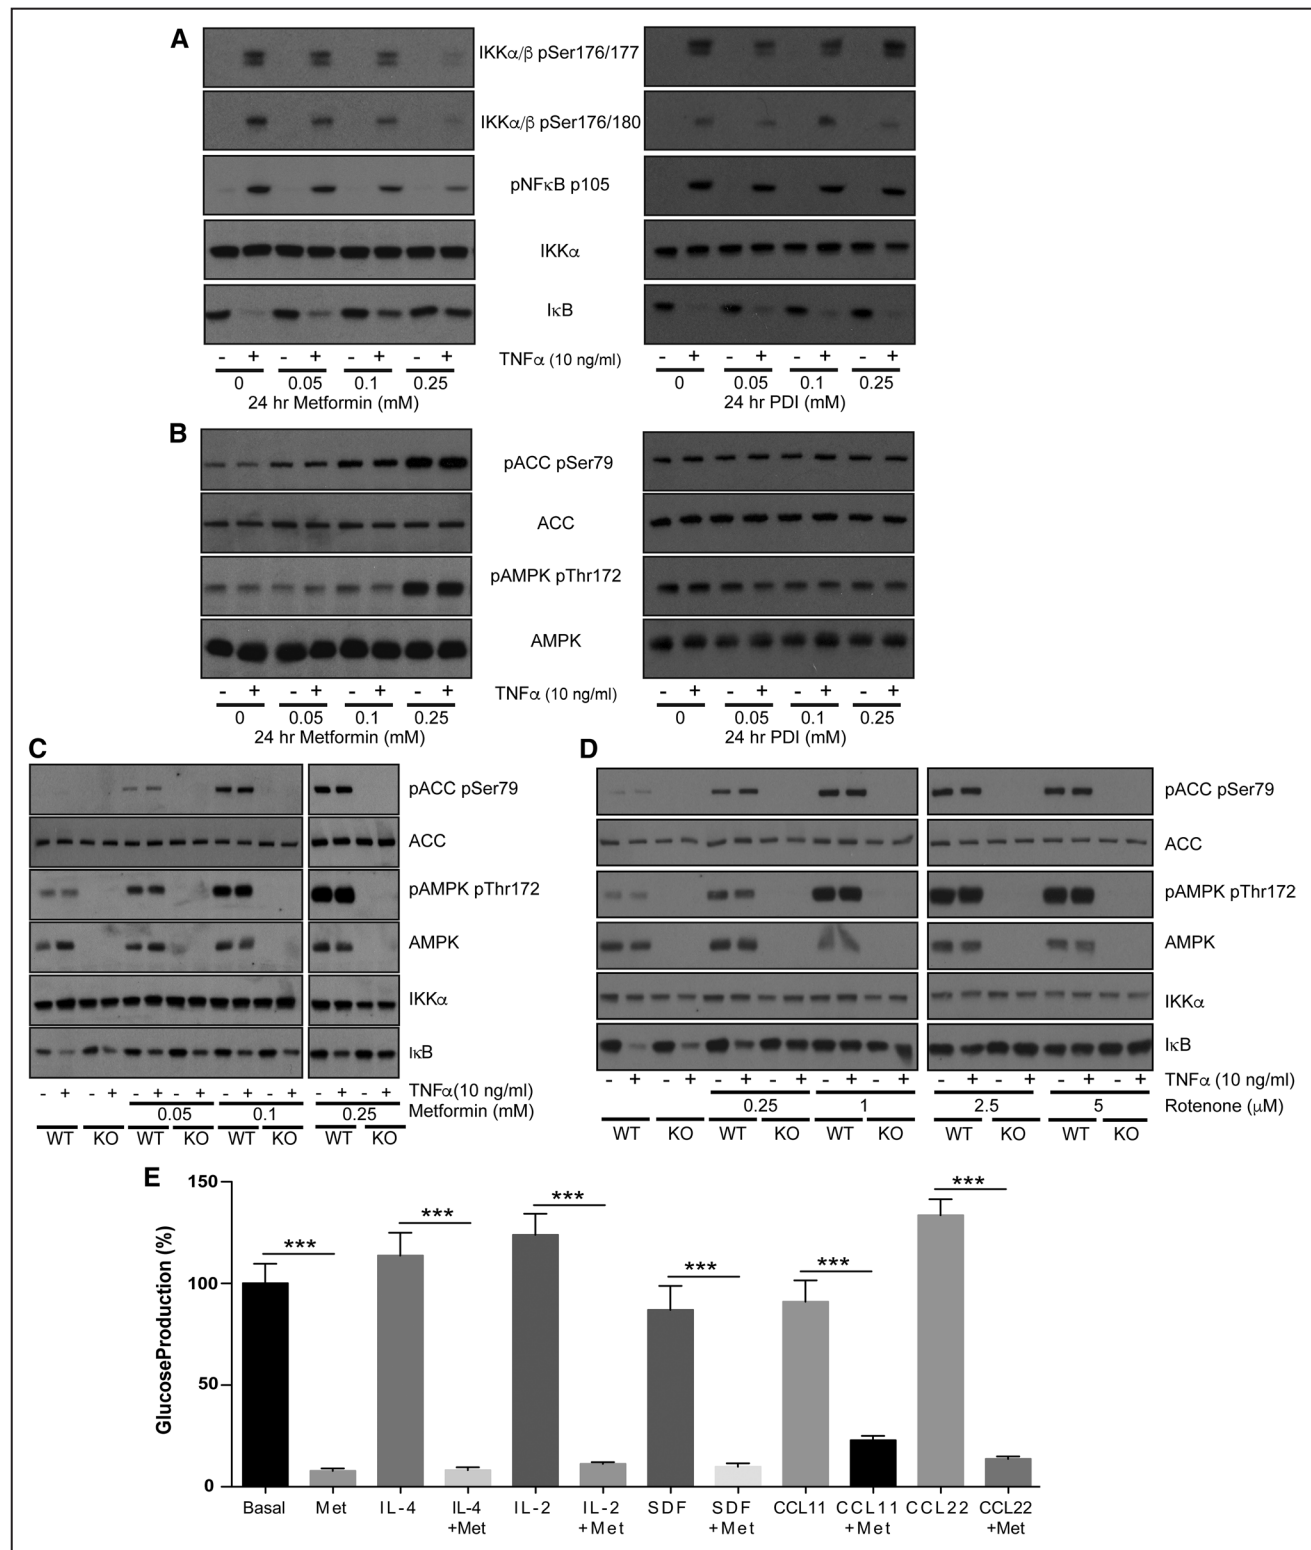 A
IKKα/β pSer176/177
IKKα/β pSer176/180
pNFκB p105
IKKα
IκB
- + - + - + - + TNFα (10 ng/ml) - + - + - + - +
0 0.05 0.1 0.25 0 0.05 0.1 0.25
24 hr Metformin (mM) 24 hr PDI (mM)
B
pACC pSer79
ACC
pAMPK pThr172
AMPK
- + - + - + - + TNFα (10 ng/ml) - + - + - + - +
0 0.05 0.1 0.25 0 0.05 0.1 0.25
24 hr Metformin (mM) 24 hr PDI (mM)
C
pACC pSer79
ACC
pAMPK pThr172
AMPK
IKKα
IκB
- + - + - + - + - + - + - + - + TNFα(10 ng/ml)
0.05 0.1 0.25 Metformin (mM)
WT KO WT KO WT KO WT KO
D
pACC pSer79
ACC
pAMPK pThr172
AMPK
IKKα
IκB
- + - + - + - + - + - + - + - + - + - + TNFα (10 ng/ml)
0.25 1 2.5 5 Rotenone (μM)
WT KO WT KO WT KO WT KO WT KO
E
GlucoseProduction (%)
150
100
50
0
*** *** *** *** *** ***
Basal Met IL-4 IL-4 IL-2 IL-2 SDF SDF CCL11 CCL11 CCL22 CCL22
+Met +Met +Met +Met +Met